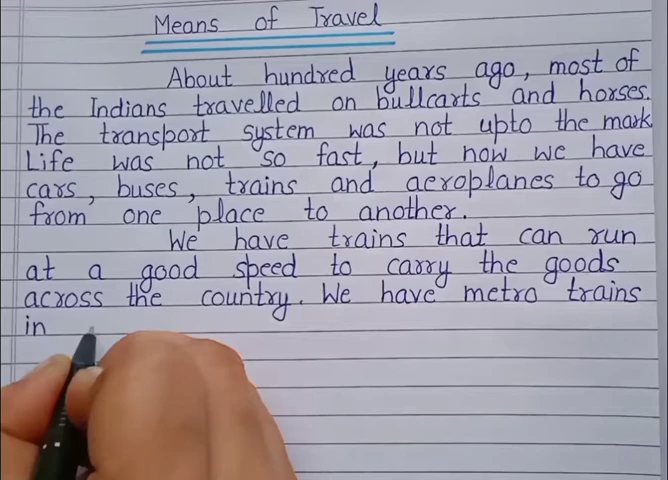 Means of Travel
About hundred years ago, most of
the Indians travelled on bullcarts and horses.
The transport system was not upto the mark
Life was not so fast, but now we have
cars, buses, trains and aeroplanes to go
from one place to another.
We have trains that can run
at a good speed to carry the goods
across the country. We have metro trains
in